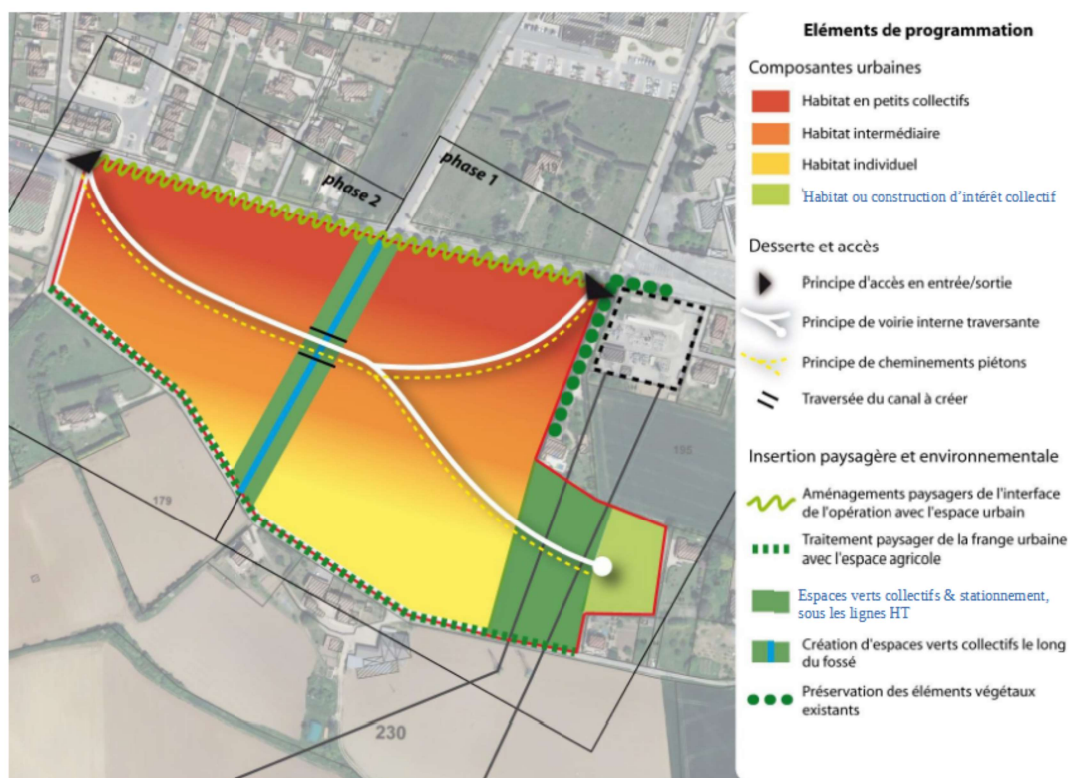 phase 2
phase 1
419
195
179
230
Eléments de programmation
Composantes urbaines
Habitat en petits collectifs
Habitat intermédiaire
Habitat individuel
'Habitat ou construction d'intérêt collectif
Desserte et accès
Principe d'accès en entrée/sortie
Principe de voirie interne traversante
Principe de cheminements piétons
Traversée du canal à créer
Insertion paysagère et environnementale
Aménagements paysagers de l'interface
de l'opération avec l'espace urbain
Traitement paysager de la frange urbaine
avec l'espace agricole
Espaces verts collectifs & stationnement,
sous les lignes HT
Création d'espaces verts collectifs le long
du fossé
Préservation des éléments végétaux
existants